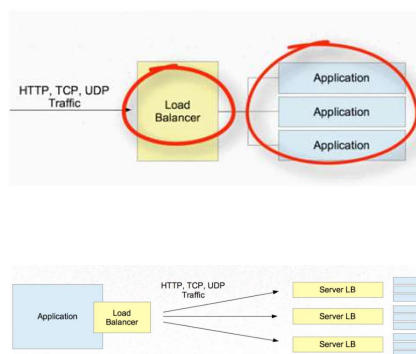 HTTP, TCP, UDP
Traffic
Load
Balancer
Application
Application
Application
HTTP, TCP, UDP
Traffic
Application
Load
Balancer
Server LB
Server LB
Server LB